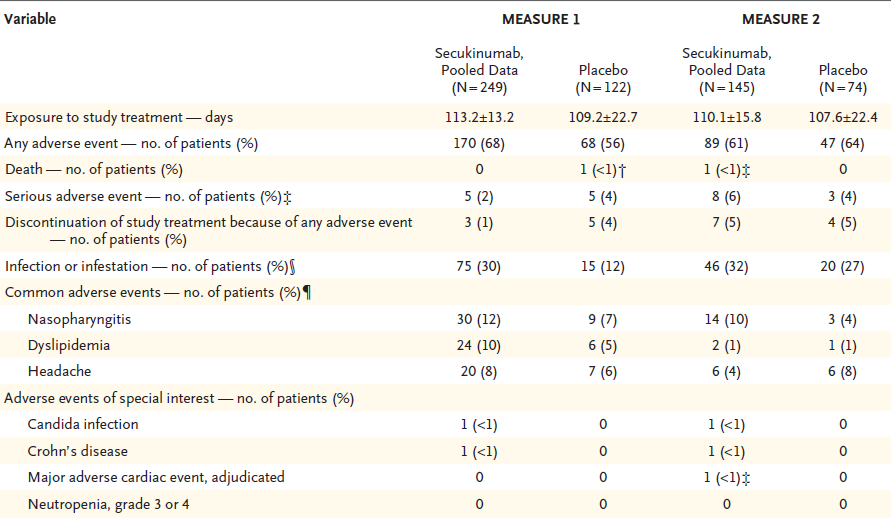 Variable MEASURE 1 MEASURE 2
Secukinumab, Pooled Data (N=249) Placebo (N=122) Secukinumab, Pooled Data (N=145) Placebo (N=74)
Exposure to study treatment — days 113.2±13.2 109.2±22.7 110.1±15.8 107.6±22.4
Any adverse event — no. of patients (%) 170 (68) 68 (56) 89 (61) 47 (64)
Death — no. of patients (%) 0 1 (<1)† 1 (<1)‡ 0
Serious adverse event — no. of patients (%)‡ 5 (2) 5 (4) 8 (6) 3 (4)
Discontinuation of study treatment because of any adverse event 3 (1) 5 (4) 7 (5) 4 (5)
— no. of patients (%)
Infection or infestation — no. of patients (%)§ 75 (30) 15 (12) 46 (32) 20 (27)
Common adverse events — no. of patients (%)¶
Nasopharyngitis 30 (12) 9 (7) 14 (10) 3 (4)
Dyslipidemia 24 (10) 6 (5) 2 (1) 1 (1)
Headache 20 (8) 7 (6) 6 (4) 6 (8)
Adverse events of special interest — no. of patients (%)
Candida infection 1 (<1) 0 1 (<1) 0
Crohn's disease 1 (<1) 0 1 (<1) 0
Major adverse cardiac event, adjudicated 0 0 1 (<1)‡ 0
Neutropenia, grade 3 or 4 0 0 0 0